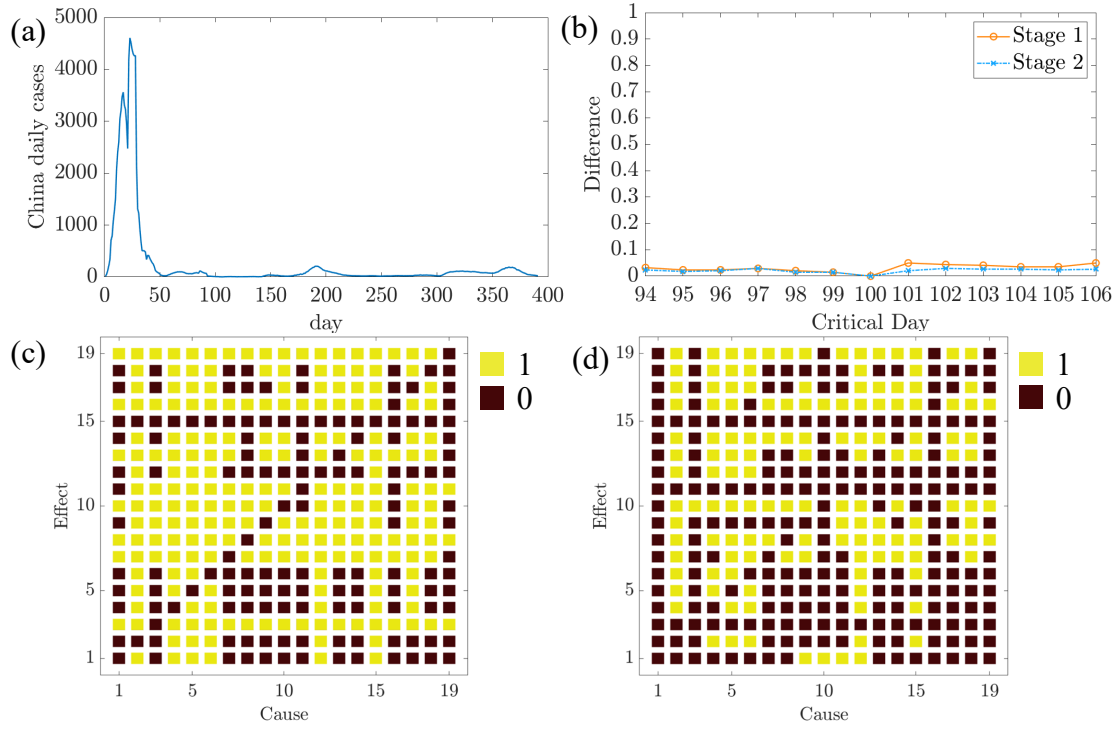 (a)
5000
4000
3000
2000
1000
0
China daily cases
0 50 100 150 200 250 300 350 400
day
(b)
1
0.9
0.8
0.7
0.6
0.5
0.4
0.3
0.2
0.1
0
Difference
Stage 1
Stage 2
94 95 96 97 98 99 100 101 102 103 104 105 106
Critical Day
(c)
19
15
10
5
1
Effect
1 5 10 15 19
Cause
1
0
(d)
19
15
10
5
1
Effect
1 5 10 15 19
Cause
1
0